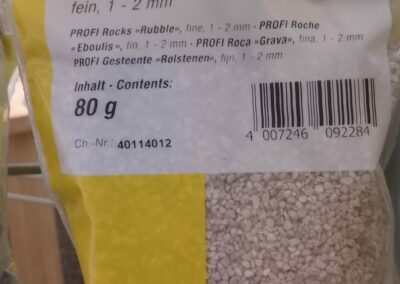 fein, 1 - 2 mm
PROFI Rocks »Rubble«, fine, 1 - 2 mm · PROFI Roche
»Eboulis«, fin, 1 - 2 mm · PROFI Roca »Grava«, fina, 1 - 2 mm
PROFI Gesteente »Rolstenen«, fijn, 1 - 2 mm
Inhalt · Contents:
80 g
Ch.-Nr.: 40114012
4 007246 092284